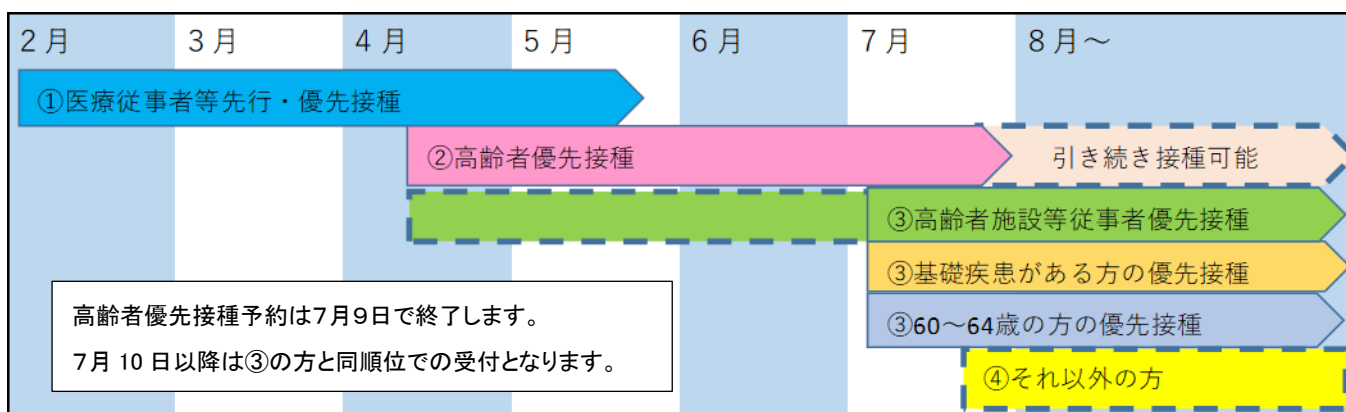 2月 3月 4月 5月 6月 7月 8月～
①医療従事者等先行・優先接種
②高齢者優先接種 引き続き接種可能
③高齢者施設等従事者優先接種
③基礎疾患がある方の優先接種
③60～64歳の方の優先接種
④それ以外の方
高齢者優先接種予約は７月９日で終了します。
７月 10 日以降は③の方と同順位での受付となります。